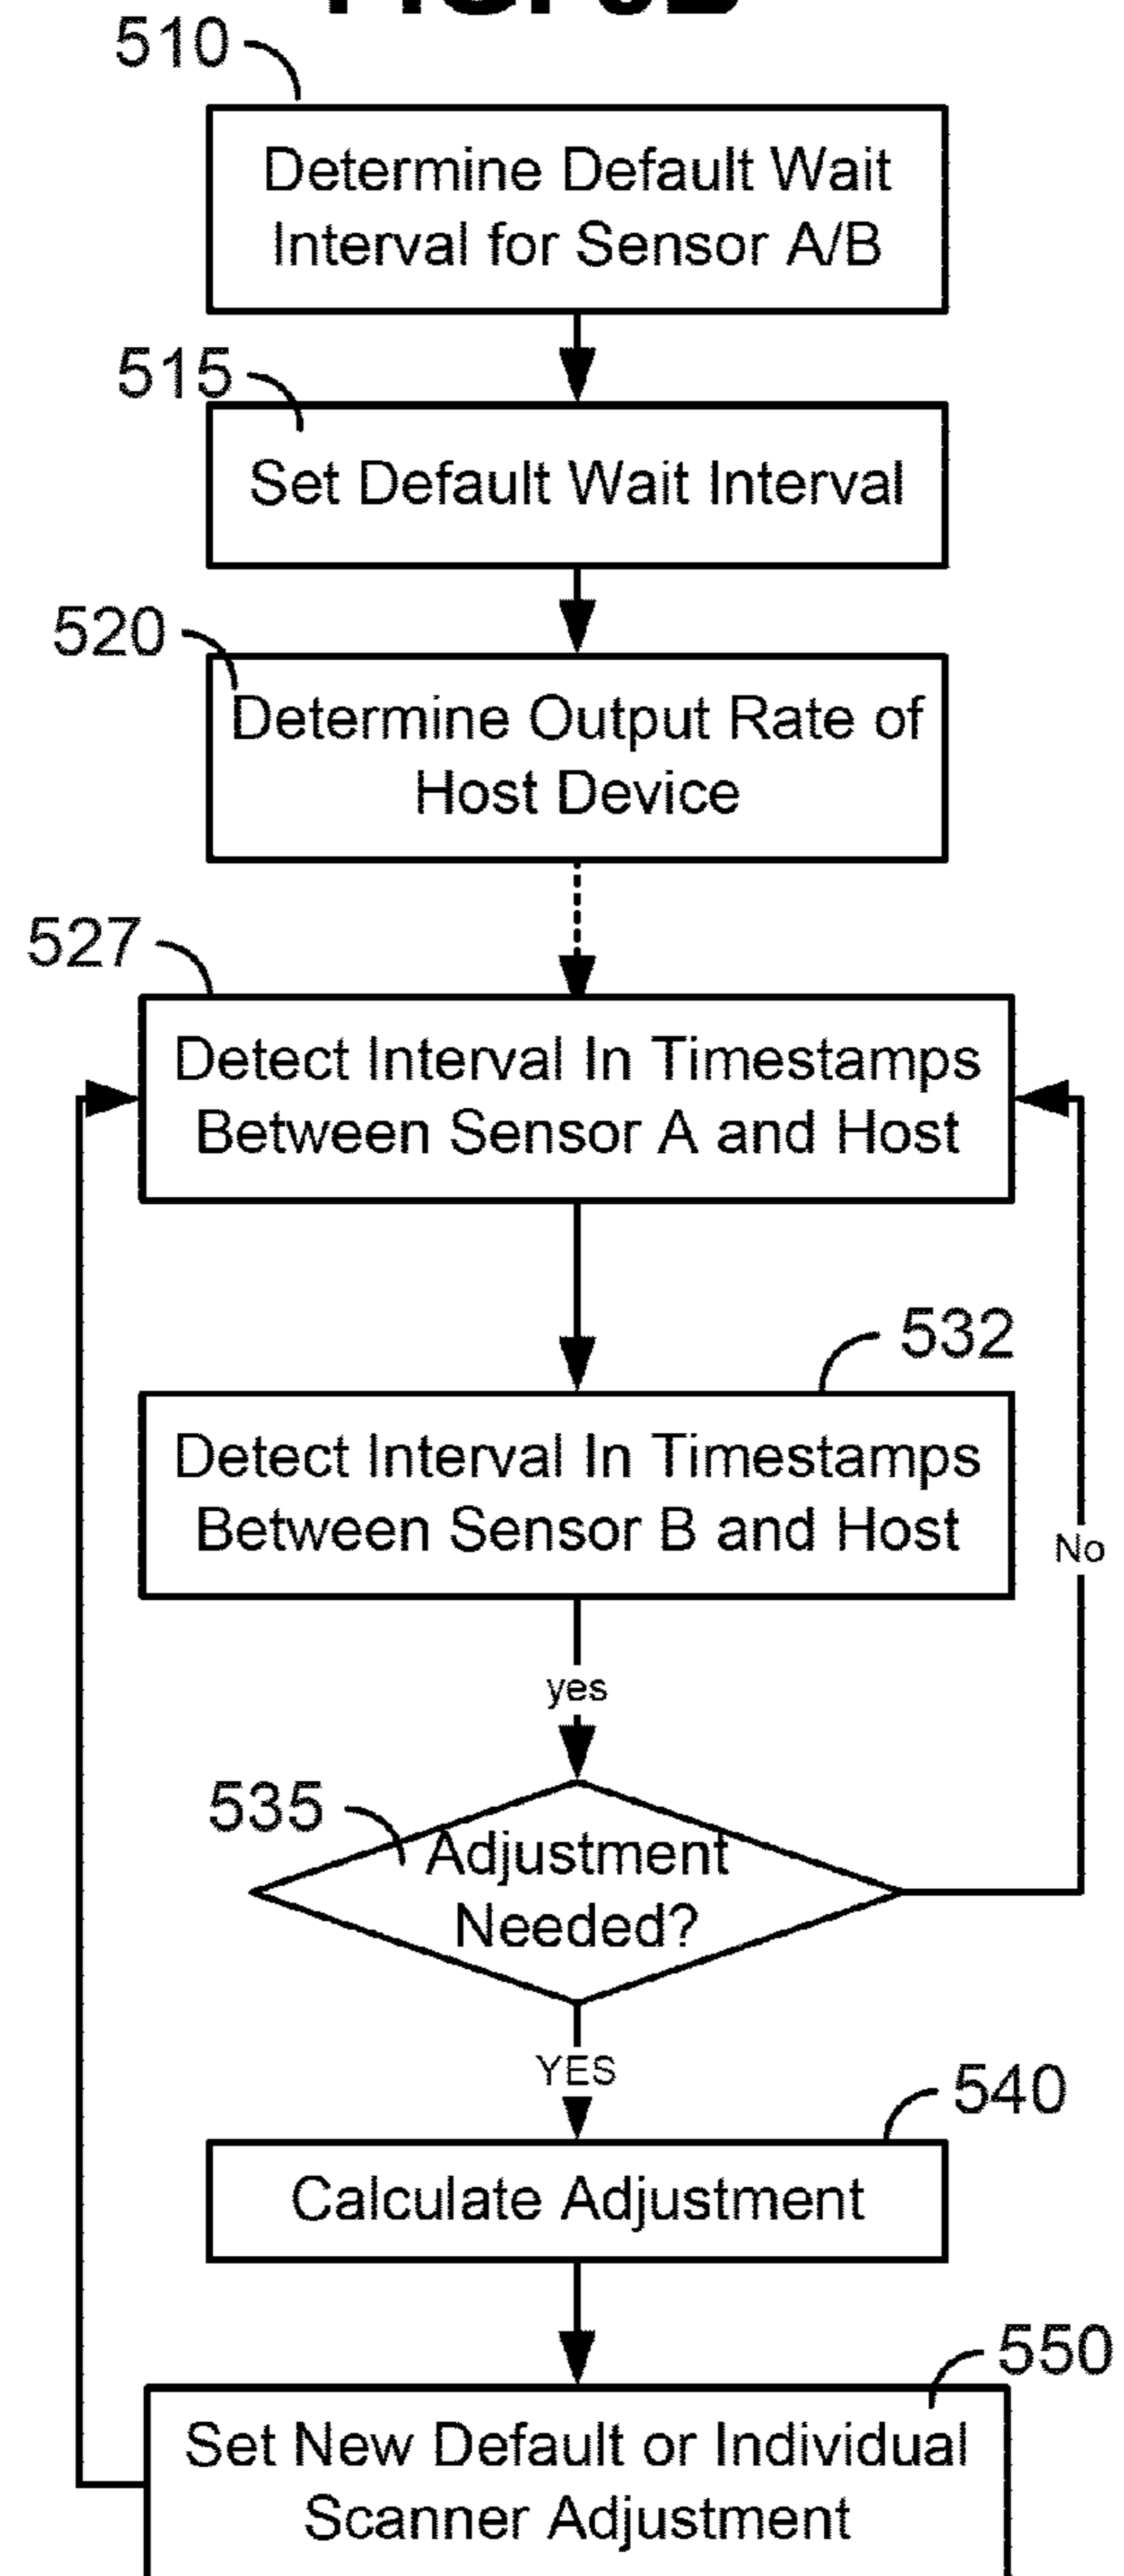 510
Determine Default Wait
Interval for Sensor A/B
515
Set Default Wait Interval
520
Determine Output Rate of
Host Device
527
Detect Interval In Timestamps
Between Sensor A and Host
532
Detect Interval In Timestamps
Between Sensor B and Host
No
yes
535
Adjustment
Needed?
YES
540
Calculate Adjustment
550
Set New Default or Individual
Scanner Adjustment